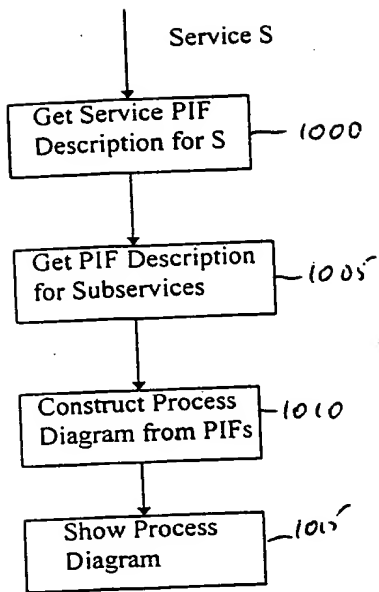 Service S
Get Service PIF
Description for S
1000
Get PIF Description
for Subservices
1005
Construct Process
Diagram from PIFs
1010
Show Process
Diagram
1015